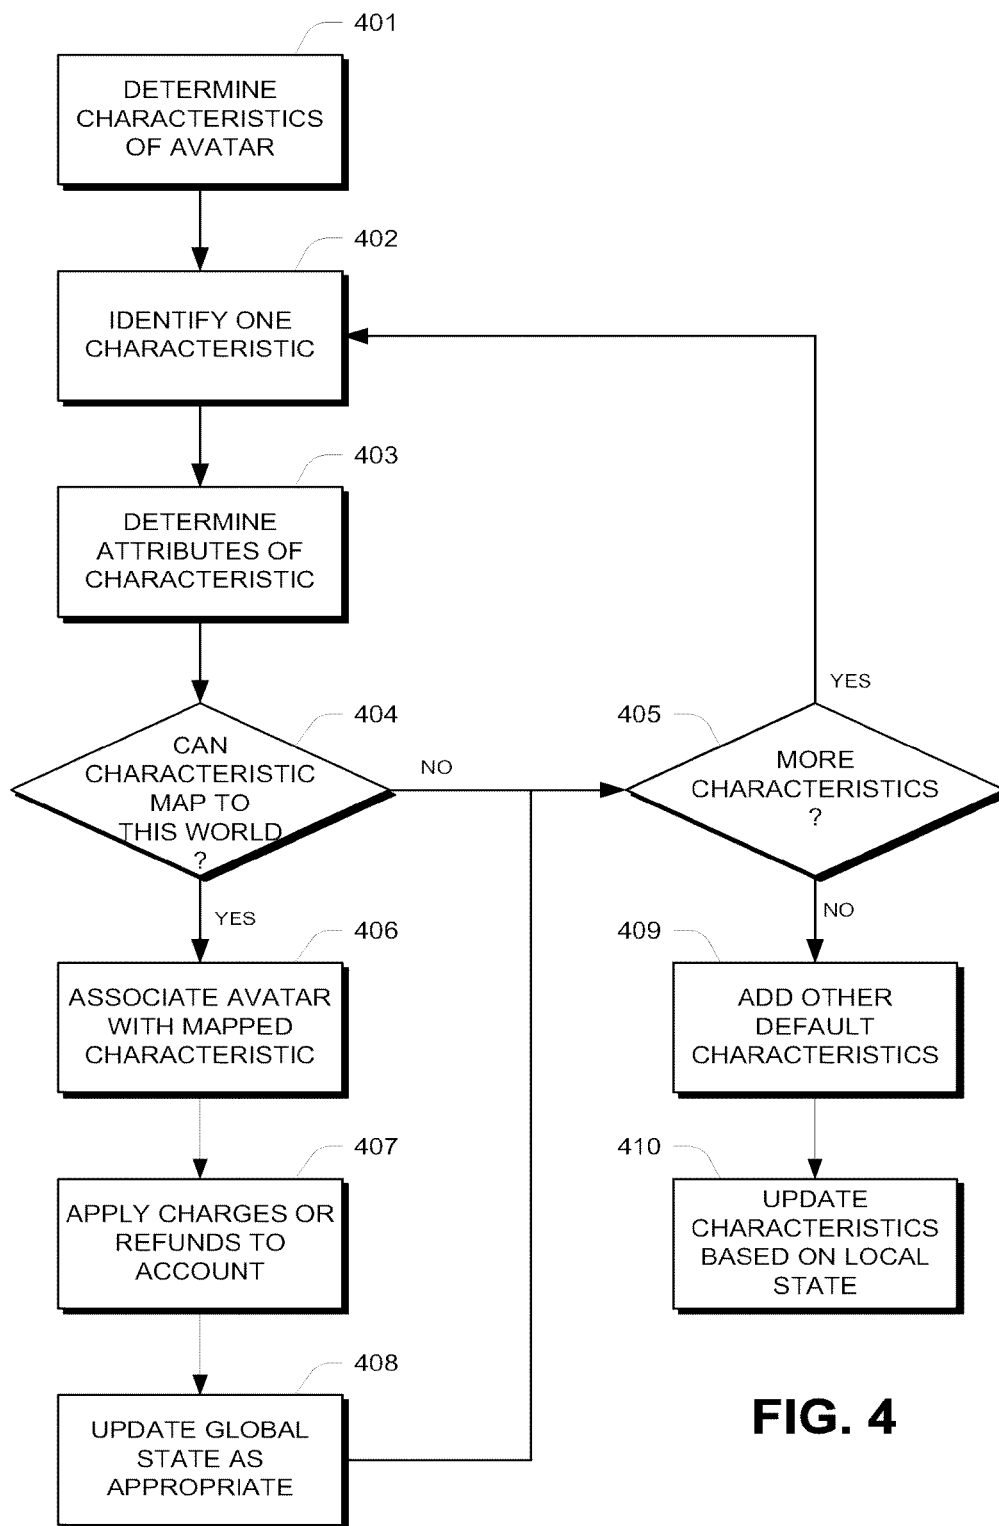 401
DETERMINE
CHARACTERISTICS
OF AVATAR
402
IDENTIFY ONE
CHARACTERISTIC
403
DETERMINE
ATTRIBUTES OF
CHARACTERISTIC
404
CAN
CHARACTERISTIC
MAP TO
THIS WORLD
?
NO
YES
405
MORE
CHARACTERISTICS
?
YES
NO
406
ASSOCIATE AVATAR
WITH MAPPED
CHARACTERISTIC
407
APPLY CHARGES OR
REFUNDS TO
ACCOUNT
408
UPDATE GLOBAL
STATE AS
APPROPRIATE
409
ADD OTHER
DEFAULT
CHARACTERISTICS
410
UPDATE
CHARACTERISTICS
BASED ON LOCAL
STATE
FIG. 4